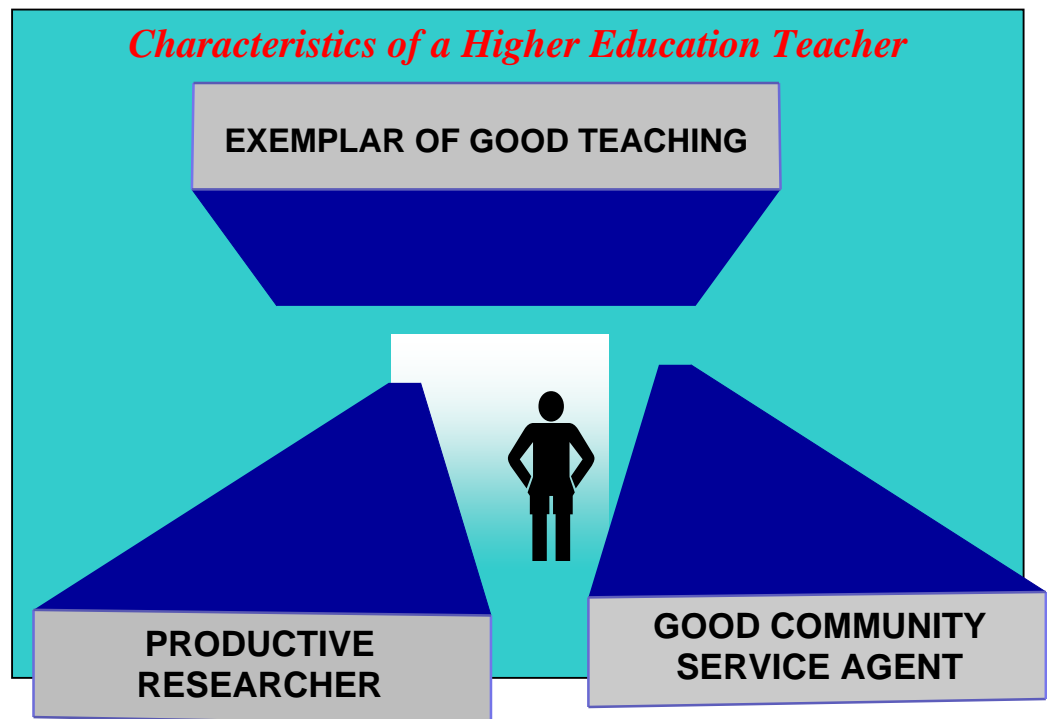 Characteristics of a Higher Education Teacher
EXEMPLAR OF GOOD TEACHING
PRODUCTIVE
RESEARCHER
GOOD COMMUNITY
SERVICE AGENT